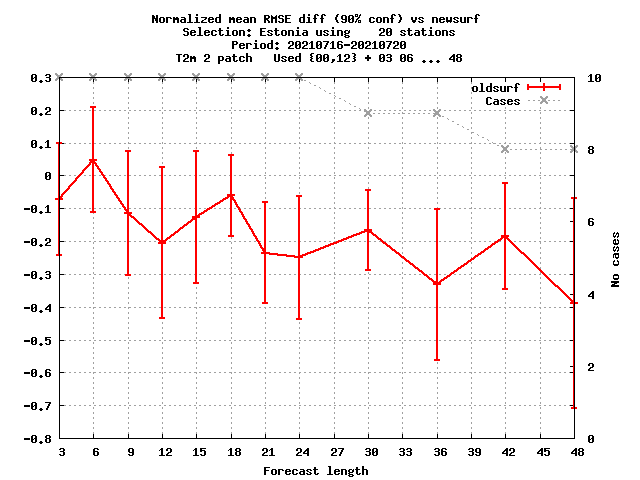 Normalized mean RMSE diff (90% conf) vs newsurf
Selection: Estonia using    20 stations
Period: 20210716-20210720
T2m 2 patch   Used {00,12} + 03 06 ... 48
oldsurf
Cases
0.3
0.2
0.1
0
-0.1
-0.2
-0.3
-0.4
-0.5
-0.6
-0.7
-0.8
10
8
6
4
2
0
No cases
3 6 9 12 15 18 21 24 27 30 33 36 39 42 45 48
Forecast length